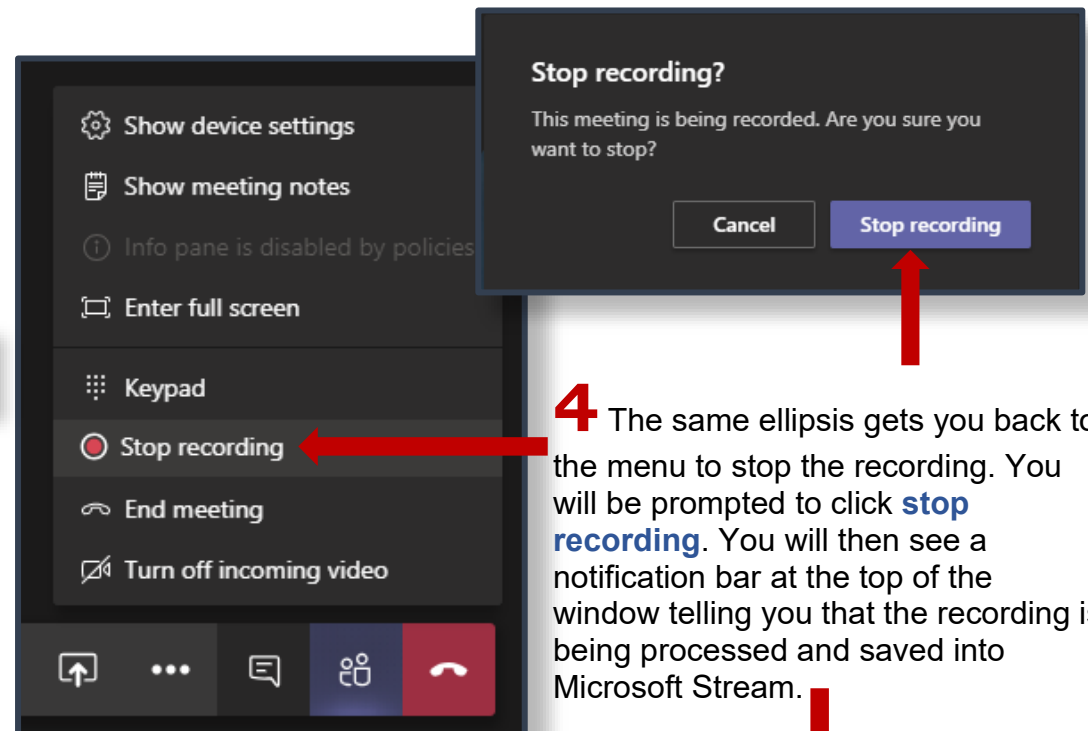 Stop recording?
This meeting is being recorded. Are you sure you
want to stop?
Cancel
Stop recording
Show device settings
Show meeting notes
Info pane is disabled by policies
Enter full screen
Keypad
Stop recording
End meeting
Turn off incoming video
4 The same ellipsis gets you back to
the menu to stop the recording. You
will be prompted to click stop
recording. You will then see a
notification bar at the top of the
window telling you that the recording is
being processed and saved into
Microsoft Stream.